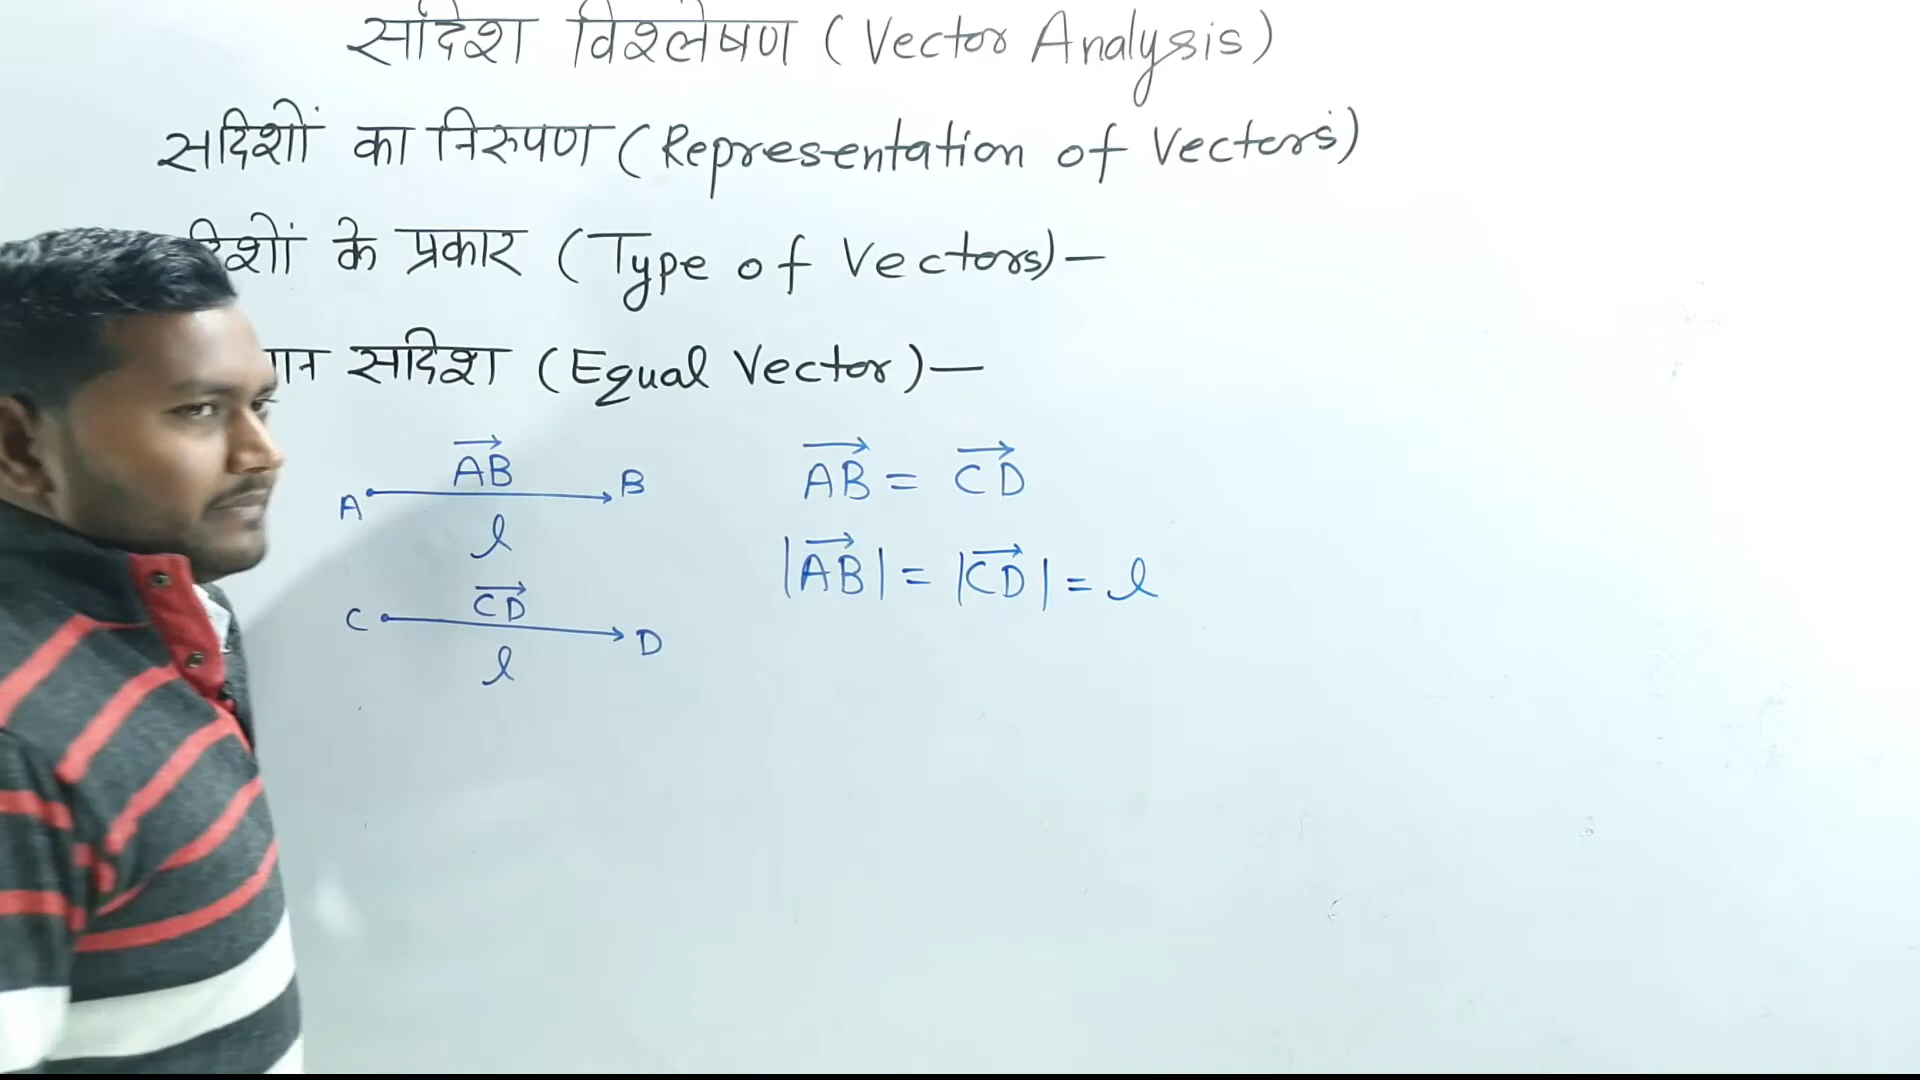 सदिश विश्लेषण ( Vector Analysis )
सदिशों का निरुपण ( Representation of Vectors )
के प्रकार ( Type of Vectors ) —
सदिश ( Equal Vector ) —
AB→
A B
l
CD→
C D
l
AB→ = CD→
|AB→| = |CD→| = l